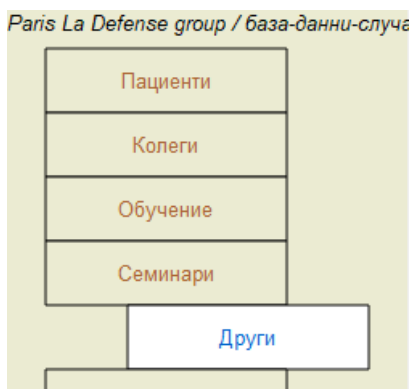 Paris La Defense group / база-данни-случа
Пациенти
Колеги
Обучение
Семинари
Други